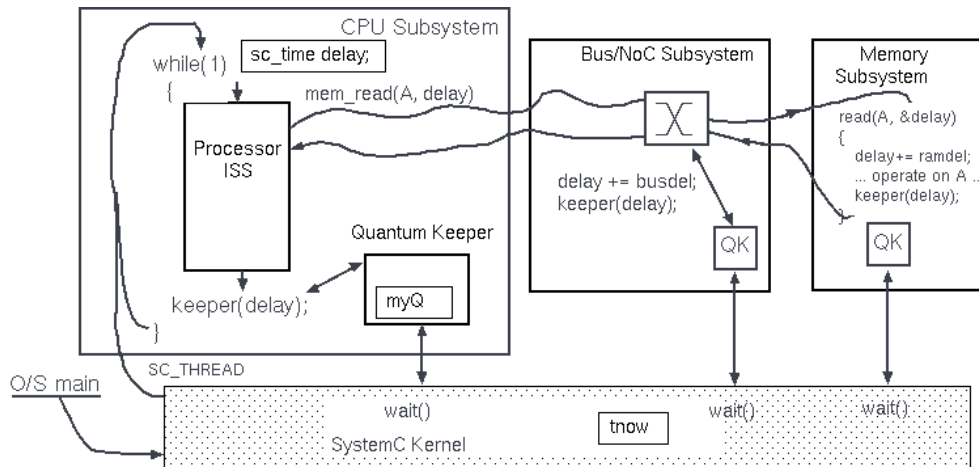 CPU Subsystem
sc_time delay;
while(1)
{
mem_read(A, delay)
Processor
ISS
Quantum Keeper
myQ
keeper(delay);
}
SC_THREAD
Bus/NoC Subsystem
delay += busdel;
keeper(delay);
QK
Memory
Subsystem
read(A, &delay)
{
delay+= ramdel;
... operate on A ..
keeper(delay);
}
QK
O/S main
wait()
wait()
wait()
tnow
SystemC Kernel